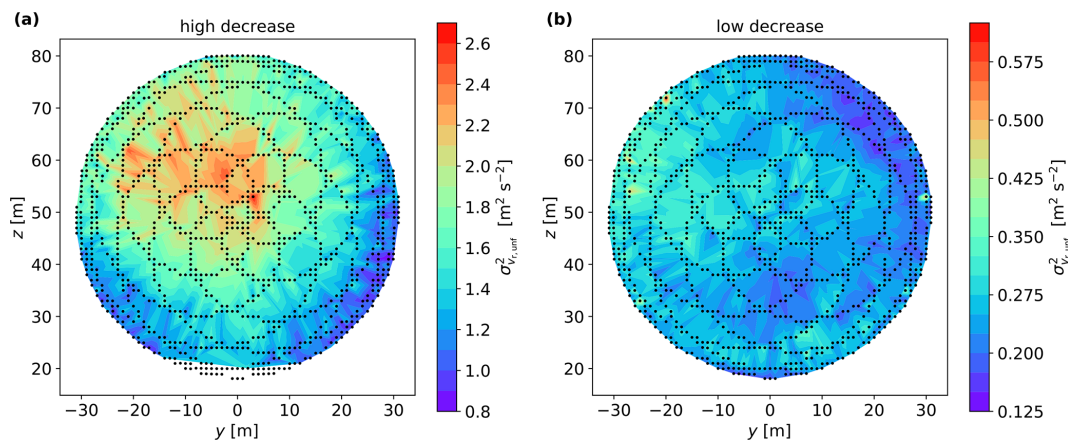 (a)
high decrease
80
70
60
50
40
30
20
z [m]
−30 −20 −10 0 10 20 30
y [m]
2.6
2.4
2.2
2.0
1.8
1.6
1.4
1.2
1.0
0.8
σ²vr,unf [m² s⁻²]
(b)
low decrease
80
70
60
50
40
30
20
z [m]
−30 −20 −10 0 10 20 30
y [m]
0.575
0.500
0.425
0.350
0.275
0.200
0.125
σ²vr,unf [m² s⁻²]